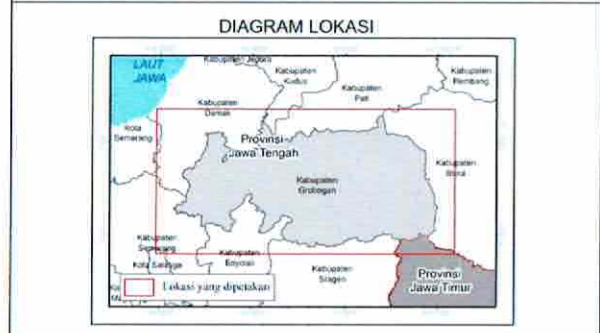 DIAGRAM LOKASI
LAUT
JAWA
Kabupaten Jepara
Kabupaten
Kudus
Kabupaten
Pati
Kabupaten
Rembang
Kabupaten
Demak
Kota
Semarang
Provinsi
Jawa Tengah
Kabupaten
Grobogan
Kabupaten
Blora
Kabupaten
Semarang
Kota Salatiga
Kabupaten
Boyolali
Kabupaten
Sragen
Provinsi
Jawa Timur
Lokasi yang dipetakan